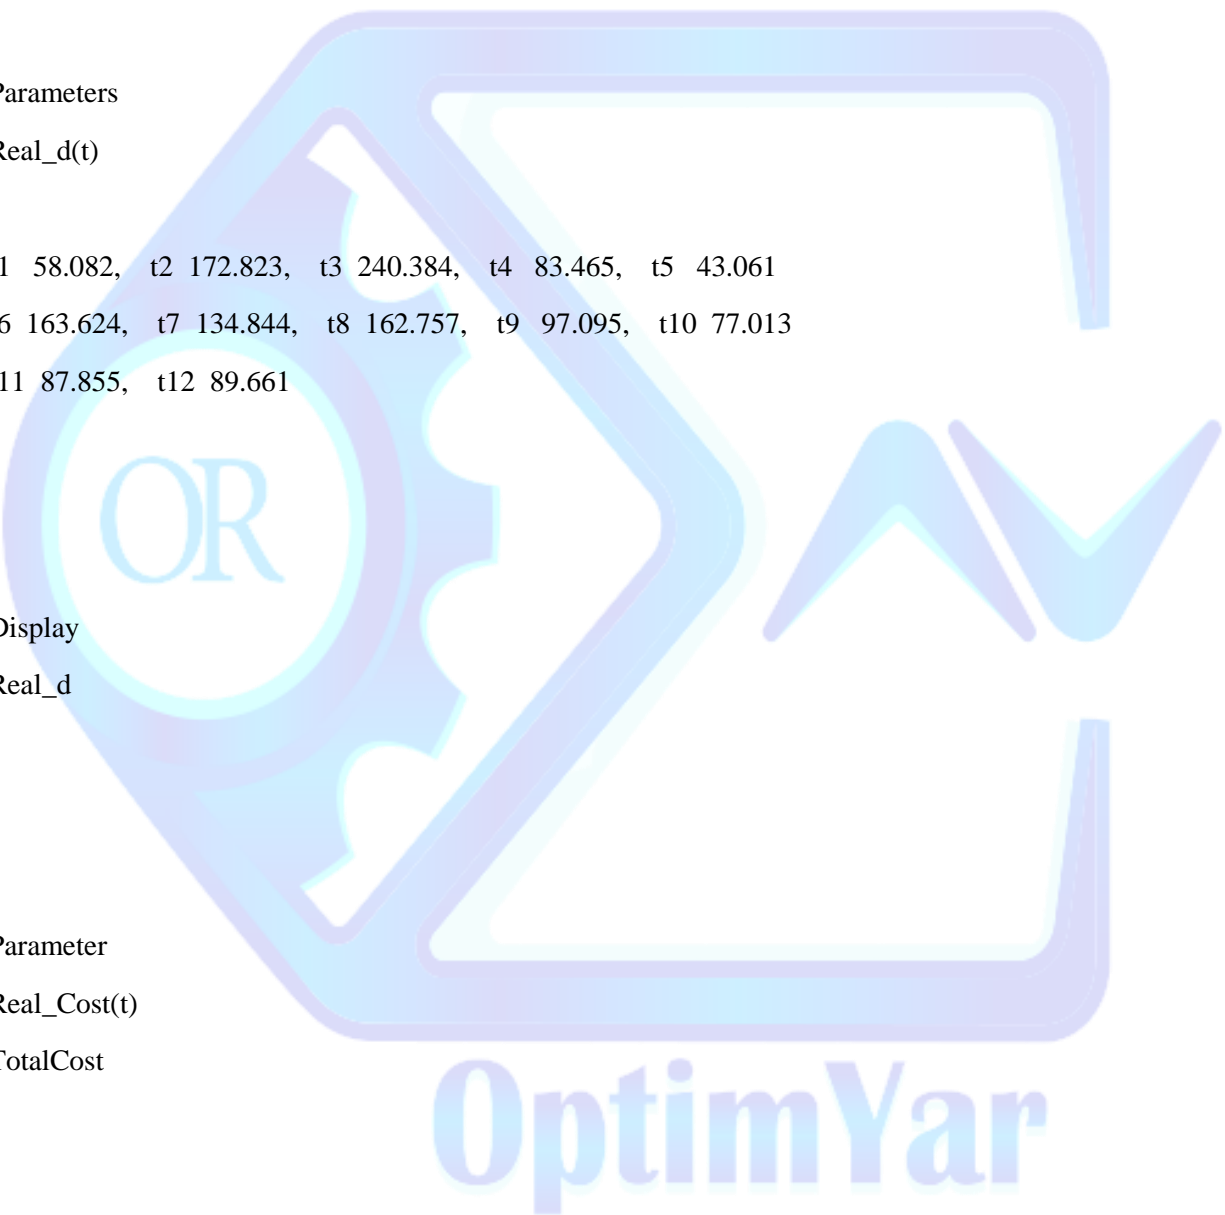 Parameters
Real_d(t)
1 58.082, t2 172.823, t3 240.384, t4 83.465, t5 43.061
6 163.624, t7 134.844, t8 162.757, t9 97.095, t10 77.013
11 87.855, t12 89.661
OR
Display
Real_d
Parameter
Real_Cost(t)
TotalCost
OptimYar